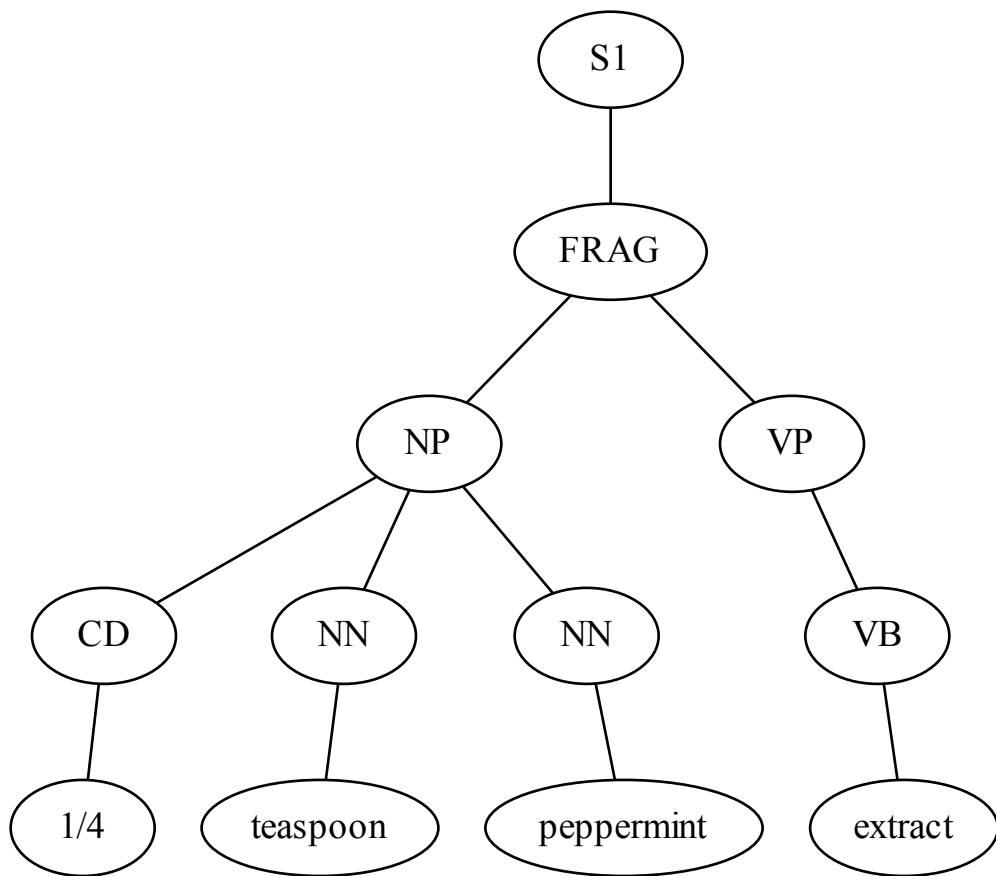 S1
FRAG
NP VP
CD NN NN VB
1/4 teaspoon peppermint extract